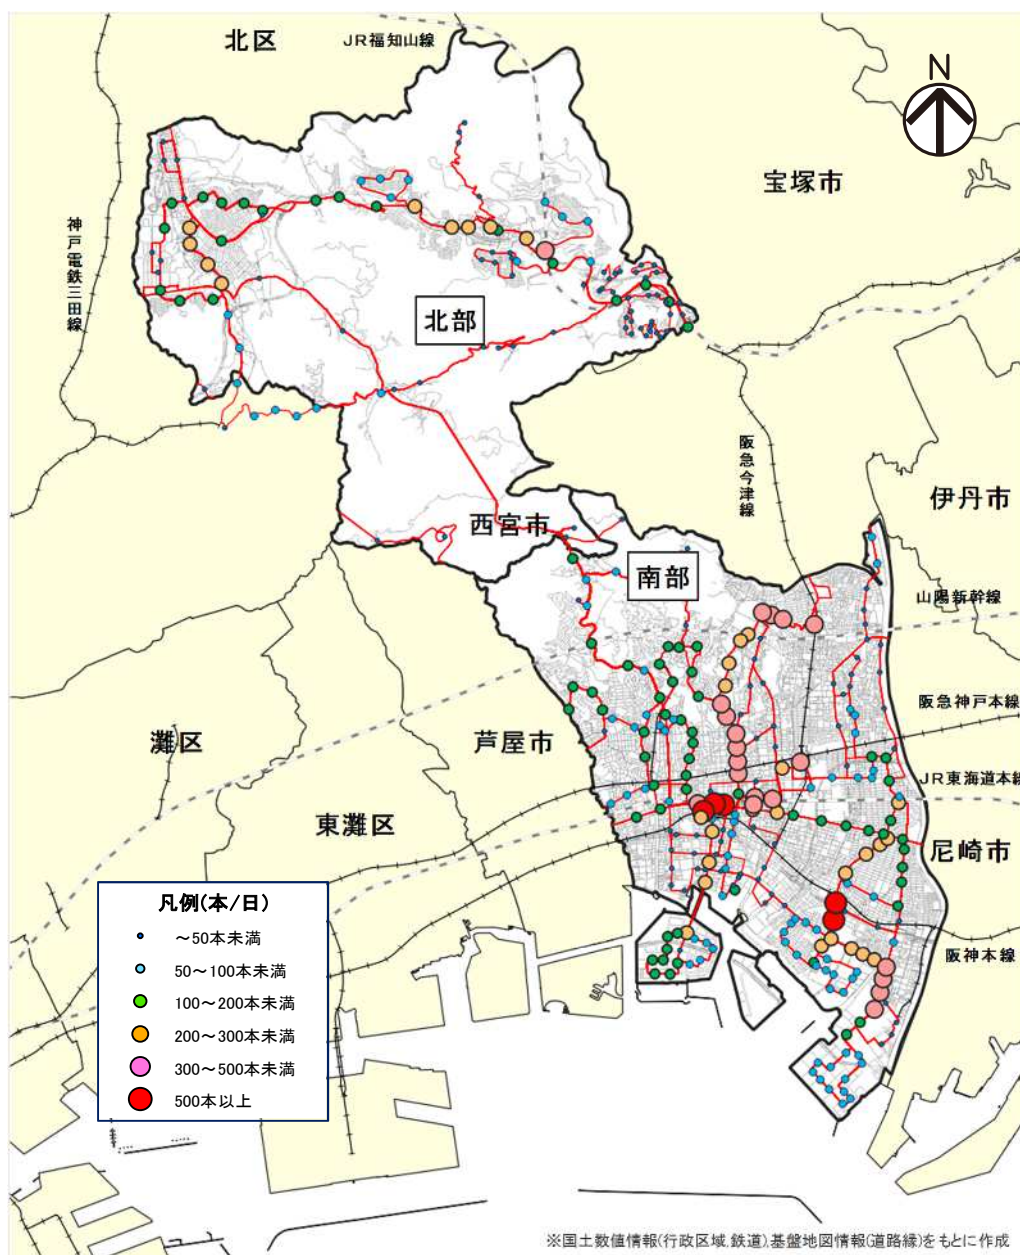 北区
JR福知山線
N
宝塚市
神戸電鉄三田線
北部
阪急今津線
伊丹市
西宮市
南部
山陽新幹線
阪急神戸本線
灘区
芦屋市
JR東海道本線
東灘区
尼崎市
阪神本線
凡例(本/日)
～50本未満
50～100本未満
100～200本未満
200～300本未満
300～500本未満
500本以上
※国土数値情報(行政区域,鉄道),基盤地図情報(道路縁)をもとに作成